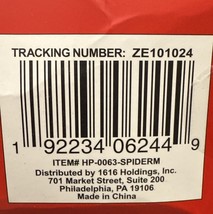 TRACKING NUMBER: ZE101024
1 92234 06244 9
ITEM# HP-0063-SPIDERM
Distributed by 1616 Holdings, Inc.
701 Market Street, Suite 200
Philadelphia, PA 19106
Made in China